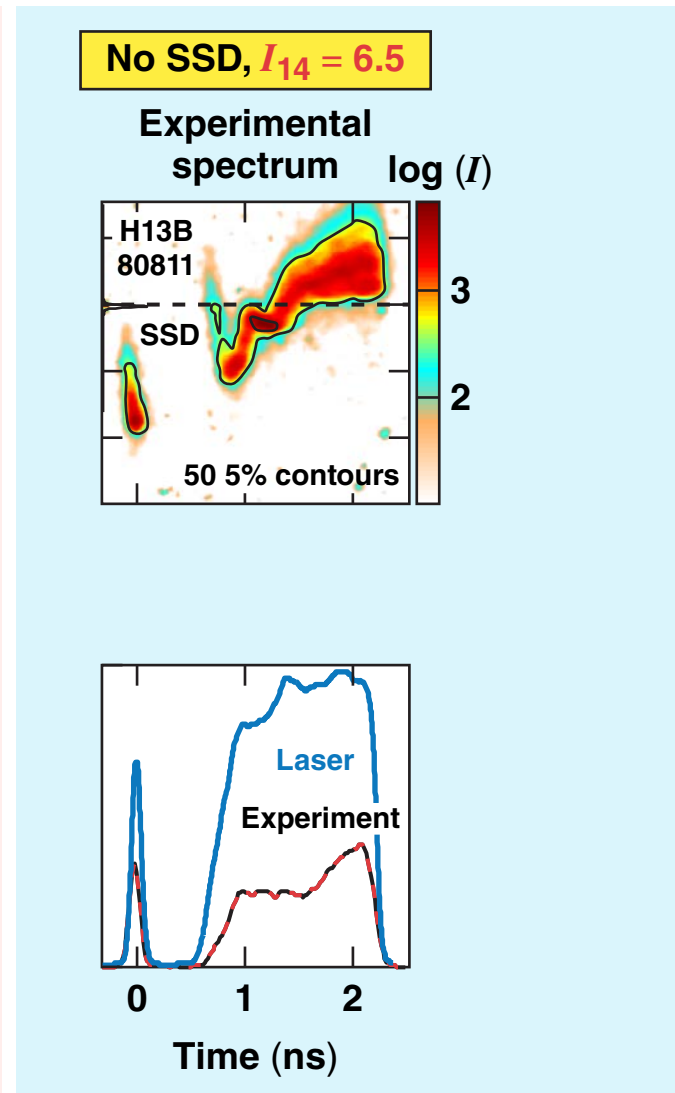 No SSD, I14 = 6.5
Experimental
spectrum
log (I)
H13B
80811
SSD
50 5% contours
3
2
Laser
Experiment
0 1 2
Time (ns)